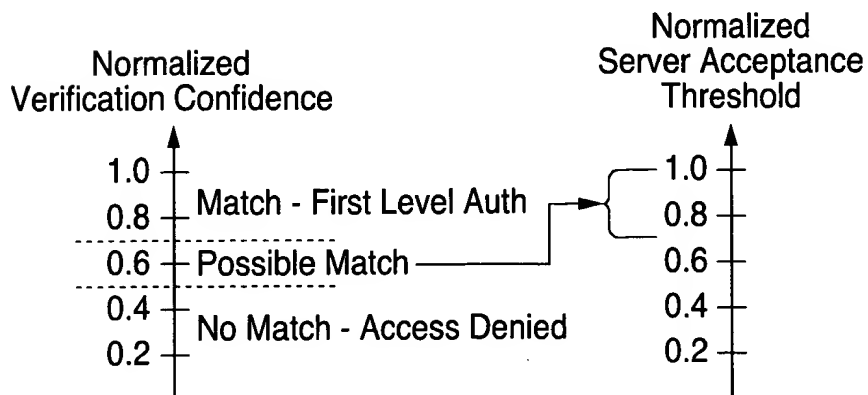 Normalized
Verification Confidence
1.0
0.8
0.6
0.4
0.2
Match - First Level Auth
Possible Match
No Match - Access Denied
Normalized
Server Acceptance
Threshold
1.0
0.8
0.6
0.4
0.2